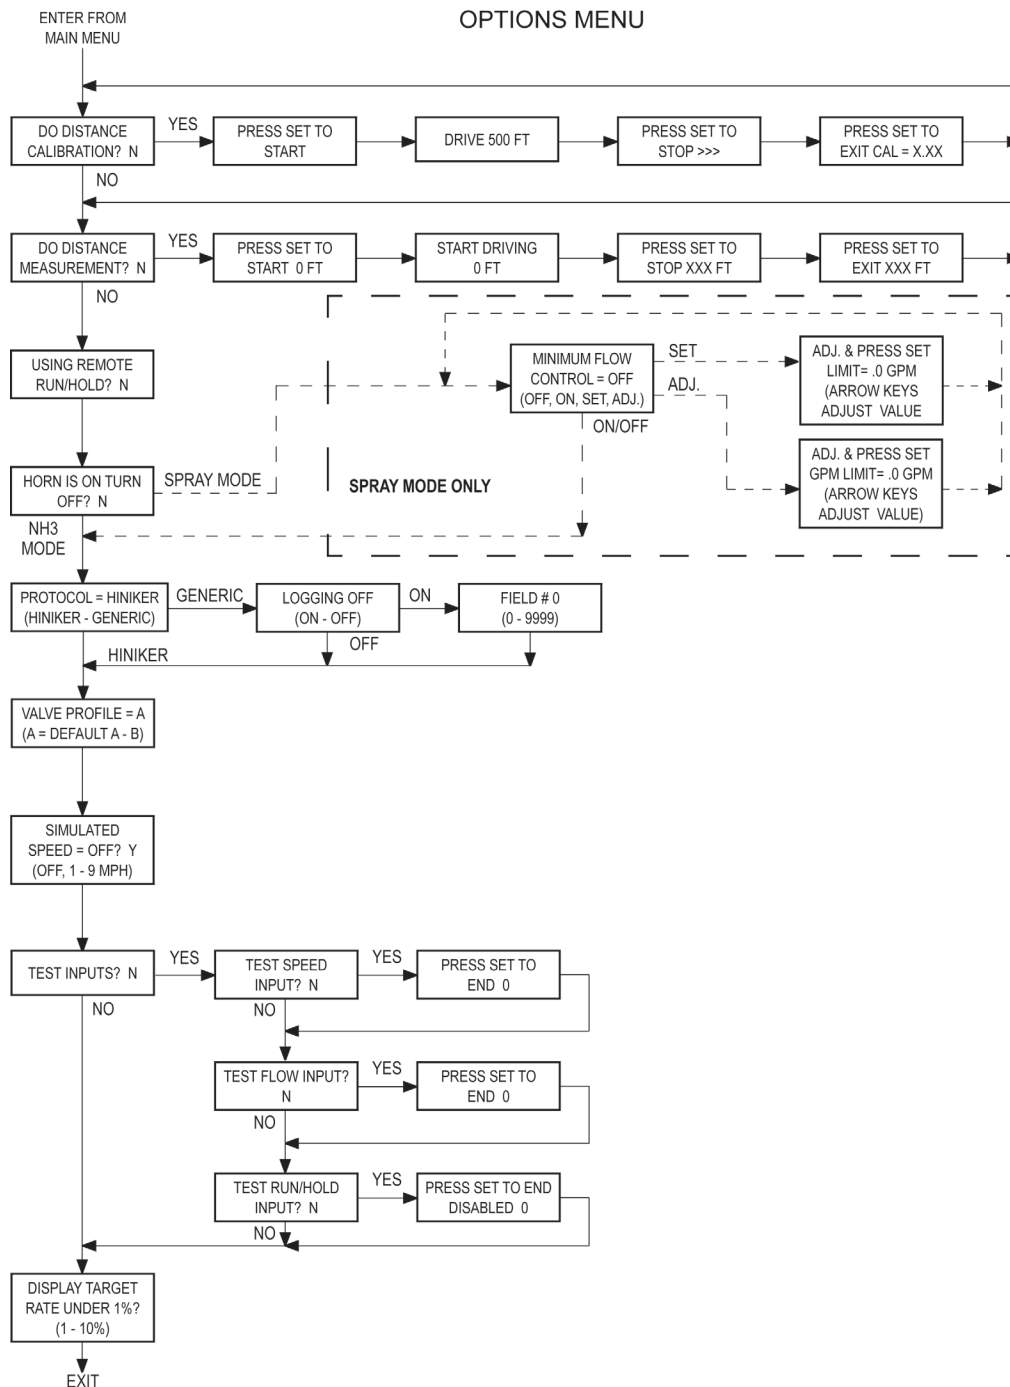 OPTIONS MENU
ENTER FROM
MAIN MENU
DO DISTANCE
CALIBRATION? N
YES
PRESS SET TO
START
DRIVE 500 FT
PRESS SET TO
STOP >>>
PRESS SET TO
EXIT CAL = X.XX
NO
DO DISTANCE
MEASUREMENT? N
YES
PRESS SET TO
START 0 FT
START DRIVING
0 FT
PRESS SET TO
STOP XXX FT
PRESS SET TO
EXIT XXX FT
NO
USING REMOTE
RUN/HOLD? N
MINIMUM FLOW
CONTROL = OFF
(OFF, ON, SET, ADJ.)
SET
ADJ.
ON/OFF
ADJ. & PRESS SET
LIMIT= .0 GPM
(ARROW KEYS
ADJUST VALUE
ADJ. & PRESS SET
GPM LIMIT= .0 GPM
(ARROW KEYS
ADJUST VALUE)
HORN IS ON TURN
OFF? N
SPRAY MODE
SPRAY MODE ONLY
NH3
MODE
PROTOCOL = HINIKER
(HINIKER - GENERIC)
GENERIC
LOGGING OFF
(ON - OFF)
ON
FIELD # 0
(0 - 9999)
OFF
HINIKER
VALVE PROFILE = A
(A = DEFAULT A - B)
SIMULATED
SPEED = OFF? Y
(OFF, 1 - 9 MPH)
TEST INPUTS? N
YES
TEST SPEED
INPUT? N
YES
PRESS SET TO
END 0
NO
NO
TEST FLOW INPUT?
N
YES
PRESS SET TO
END 0
NO
TEST RUN/HOLD
INPUT? N
YES
PRESS SET TO END
DISABLED 0
NO
DISPLAY TARGET
RATE UNDER 1%?
(1 - 10%)
EXIT